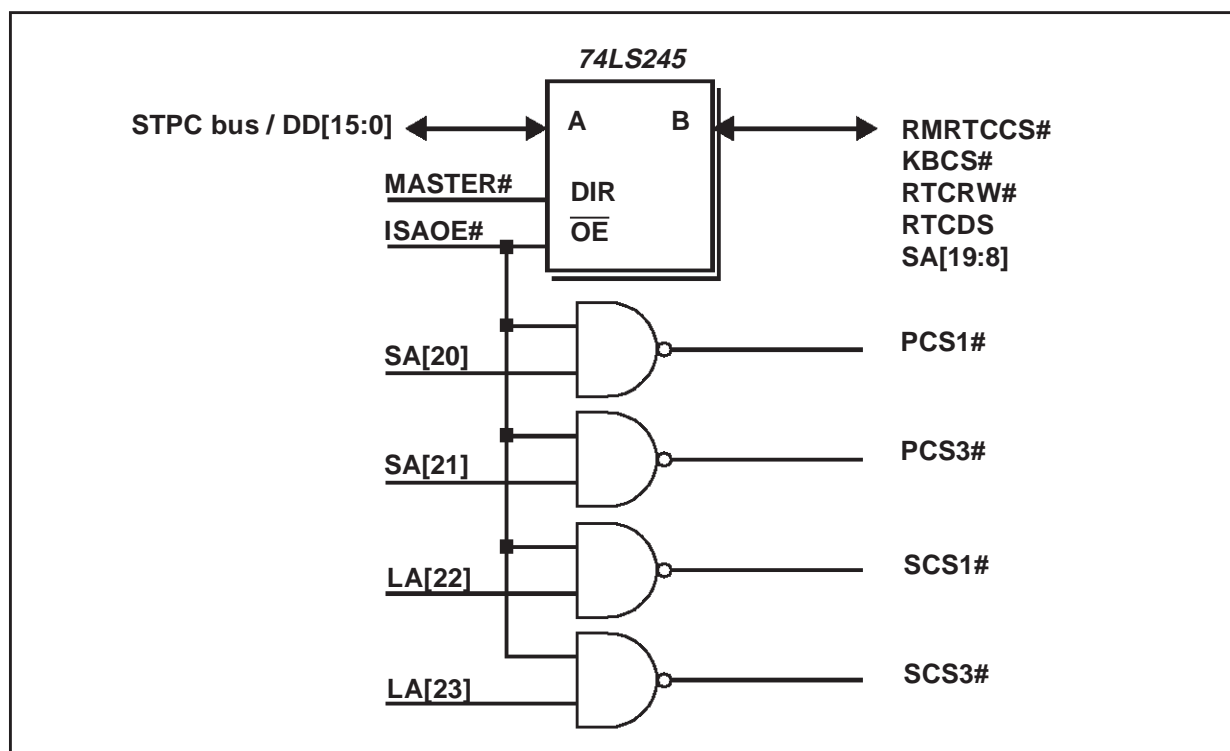 74LS245
STPC bus / DD[15:0]
A
B
RMRTCCS#
KBCS#
RTCRW#
RTCDS
SA[19:8]
MASTER#
DIR
ISAOE#
OE
SA[20]
PCS1#
SA[21]
PCS3#
LA[22]
SCS1#
LA[23]
SCS3#